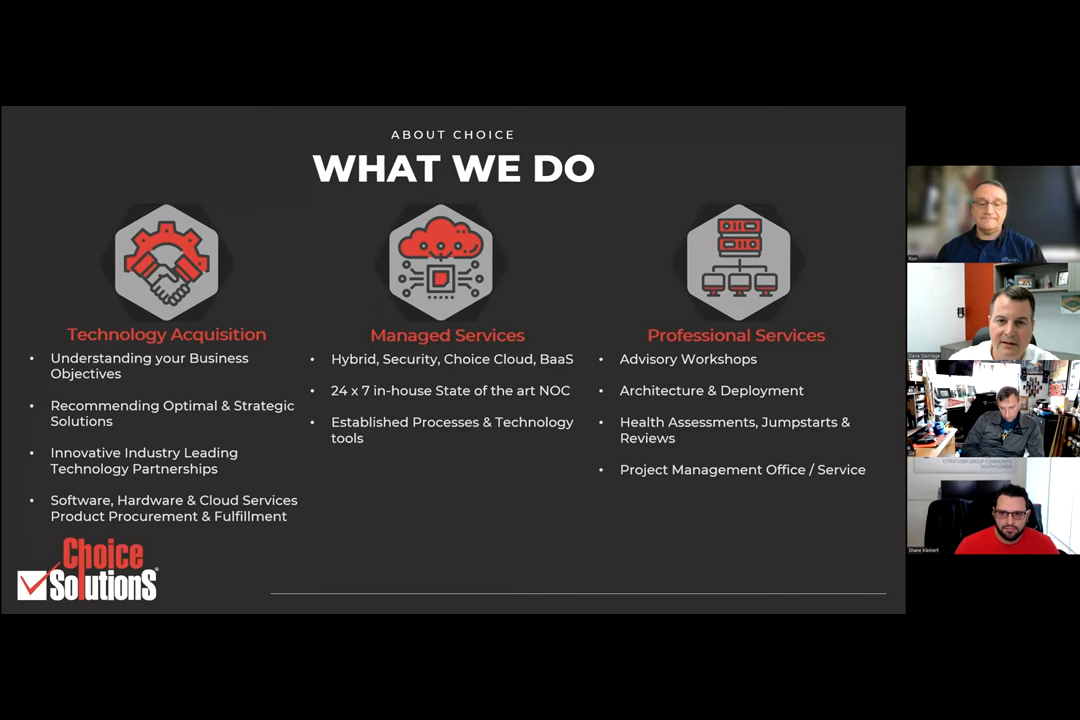 ABOUT CHOICE
WHAT WE DO
Technology Acquisition
• Understanding your Business
Objectives
• Recommending Optimal & Strategic
Solutions
• Innovative Industry Leading
Technology Partnerships
• Software, Hardware & Cloud Services
Product Procurement & Fulfillment
Managed Services
• Hybrid, Security, Choice Cloud, BaaS
• 24 x 7 in-house State of the art NOC
• Established Processes & Technology
tools
Professional Services
• Advisory Workshops
• Architecture & Deployment
• Health Assessments, Jumpstarts &
Reviews
• Project Management Office / Service
Choice
Solutions®
Ron
Shane Kleinert